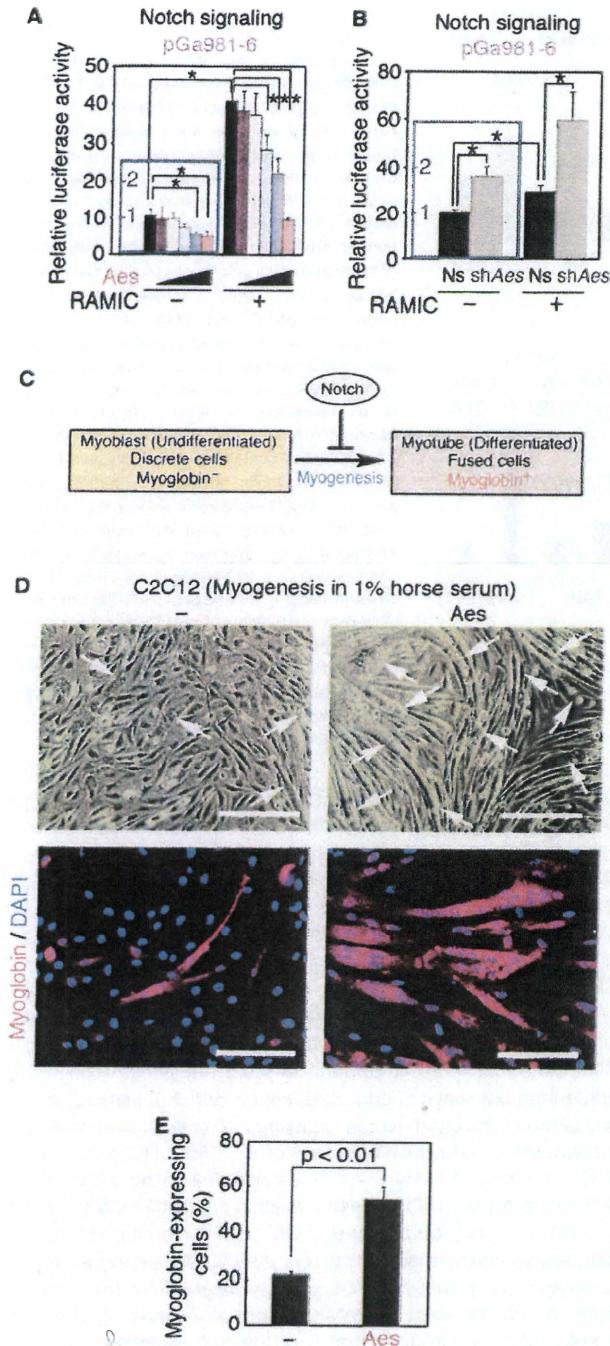 A
Notch signaling
pGa981-6
Relative luciferase activity
50
40
30
20
10
0
2
1
*
*
*
***
Aes
RAMIC
−
+
B
Notch signaling
pGa981-6
Relative luciferase activity
80
60
40
20
0
2
1
*
*
*
Ns shAes Ns shAes
RAMIC
−
+
C
Notch
Myoblast (Undifferentiated)
Discrete cells
Myoglobin⁻
Myogenesis
Myotube (Differentiated)
Fused cells
Myoglobin⁺
D
C2C12 (Myogenesis in 1% horse serum)
−
Aes
Myoglobin / DAPI
E
Myoglobin-expressing
cells (%)
80
60
40
20
0
p < 0.01
−
Aes